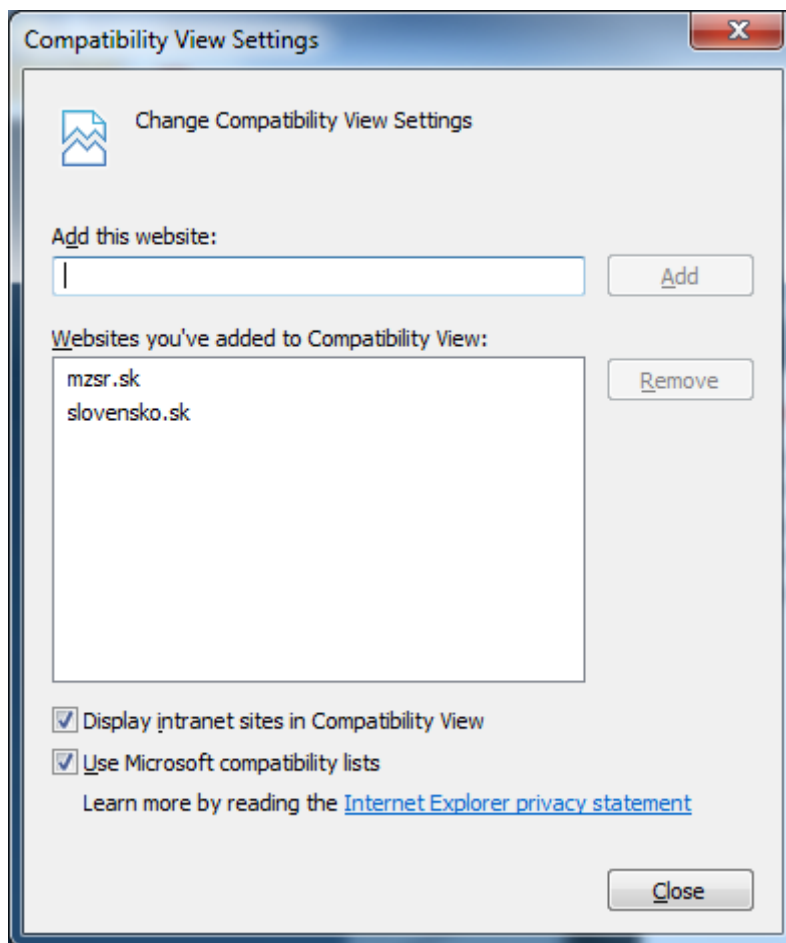 Compatibility View Settings
Change Compatibility View Settings
Add this website:
Add
Websites you've added to Compatibility View:
mzsr.sk
slovensko.sk
Remove
Display intranet sites in Compatibility View
Use Microsoft compatibility lists
Learn more by reading the Internet Explorer privacy statement
Close